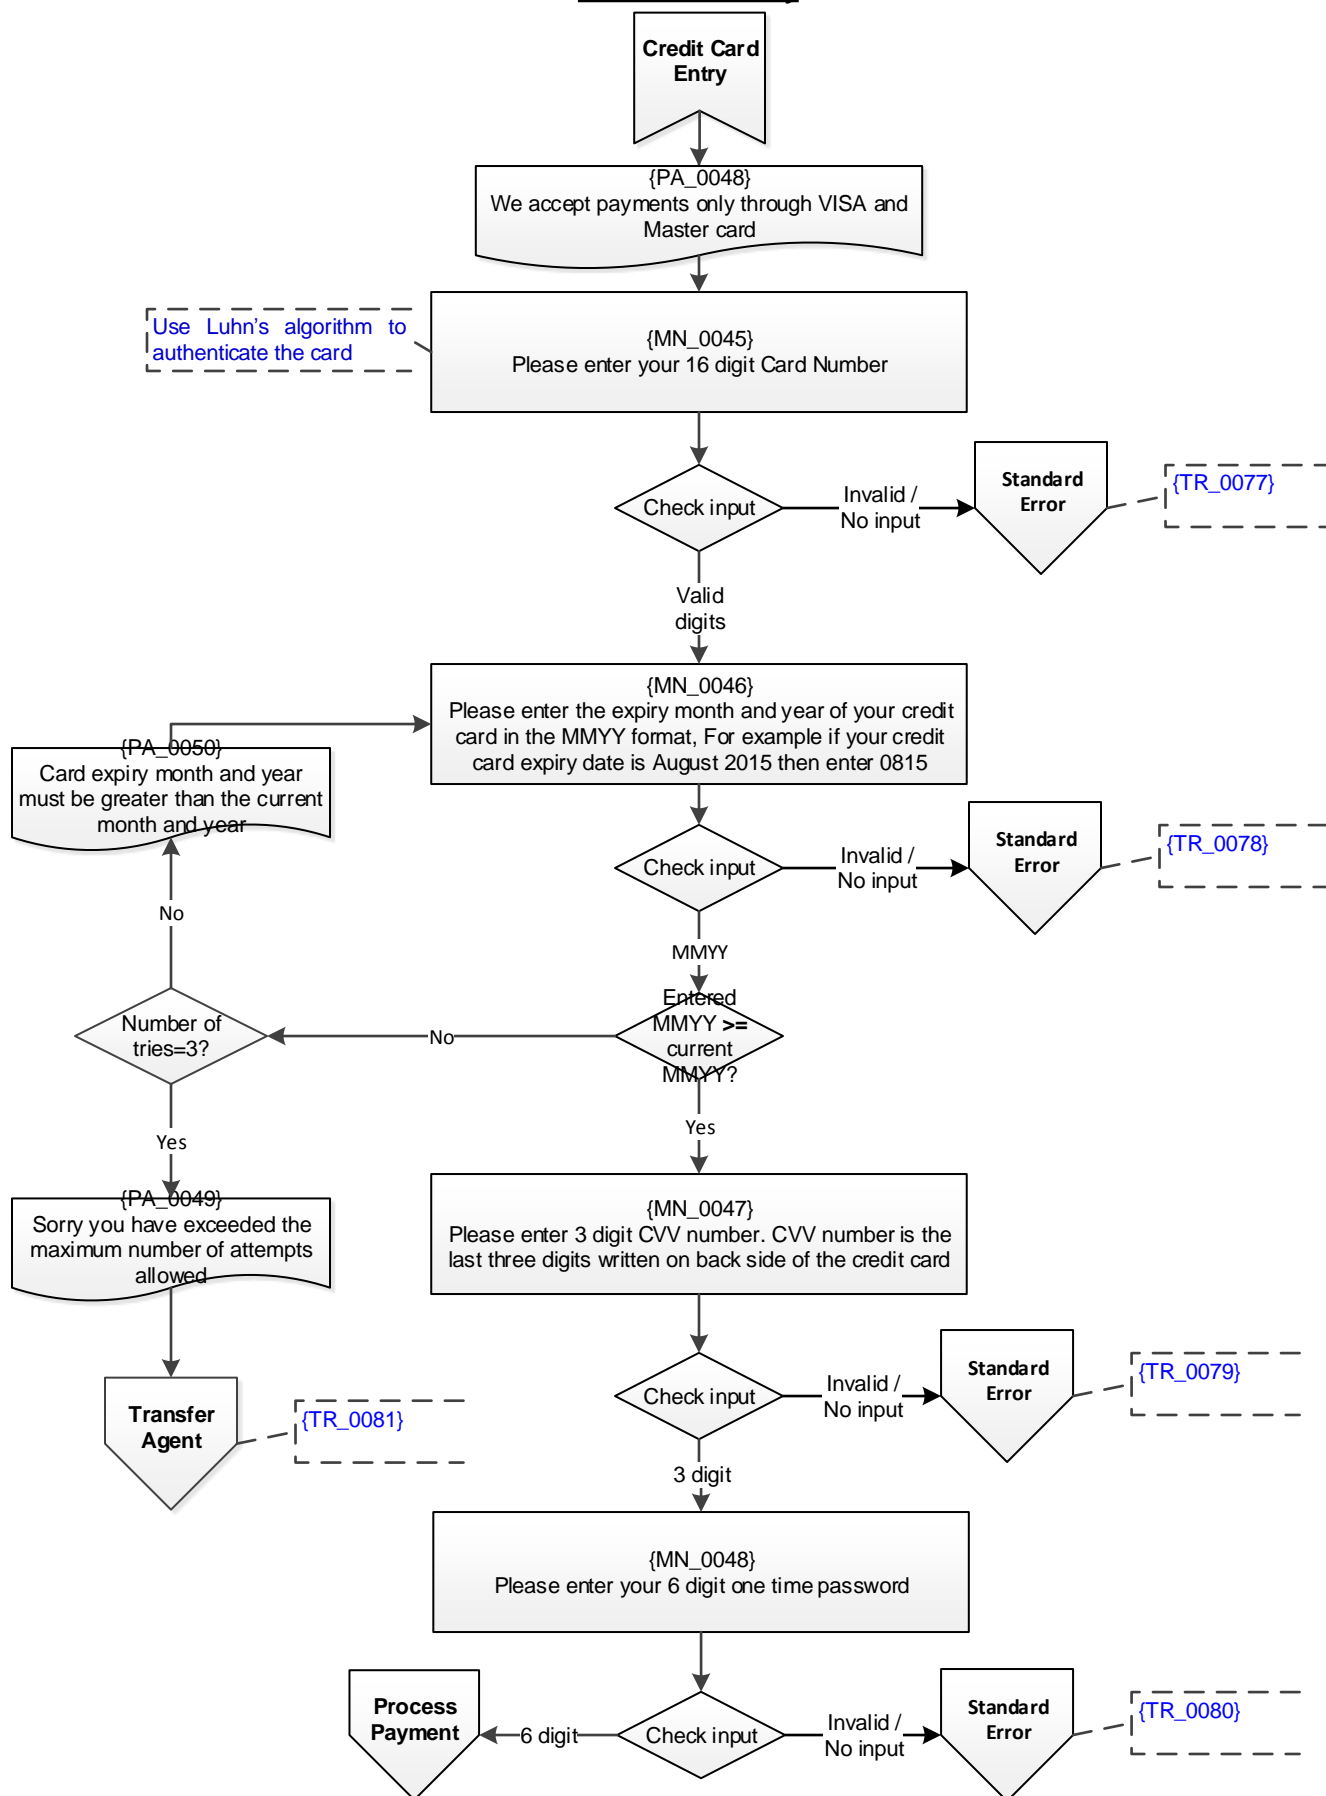 Credit Card
Entry
{PA_0048}
We accept payments only through VISA and
Master card
Use Luhn's algorithm to
authenticate the card
{MN_0045}
Please enter your 16 digit Card Number
Check input
Invalid /
No input
Standard
Error
{TR_0077}
Valid
digits
{MN_0046}
Please enter the expiry month and year of your credit
card in the MMYY format, For example if your credit
card expiry date is August 2015 then enter 0815
{PA_0050}
Card expiry month and year
must be greater than the current
month and year
Check input
Invalid /
No input
Standard
Error
{TR_0078}
No
MMYY
Number of
tries=3?
No
Entered
MMYY >=
current
MMYY?
Yes
Yes
{PA_0049}
Sorry you have exceeded the
maximum number of attempts
allowed
{MN_0047}
Please enter 3 digit CVV number. CVV number is the
last three digits written on back side of the credit card
Transfer
Agent
{TR_0081}
Check input
Invalid /
No input
Standard
Error
{TR_0079}
3 digit
{MN_0048}
Please enter your 6 digit one time password
Process
Payment
6 digit
Check input
Invalid /
No input
Standard
Error
{TR_0080}